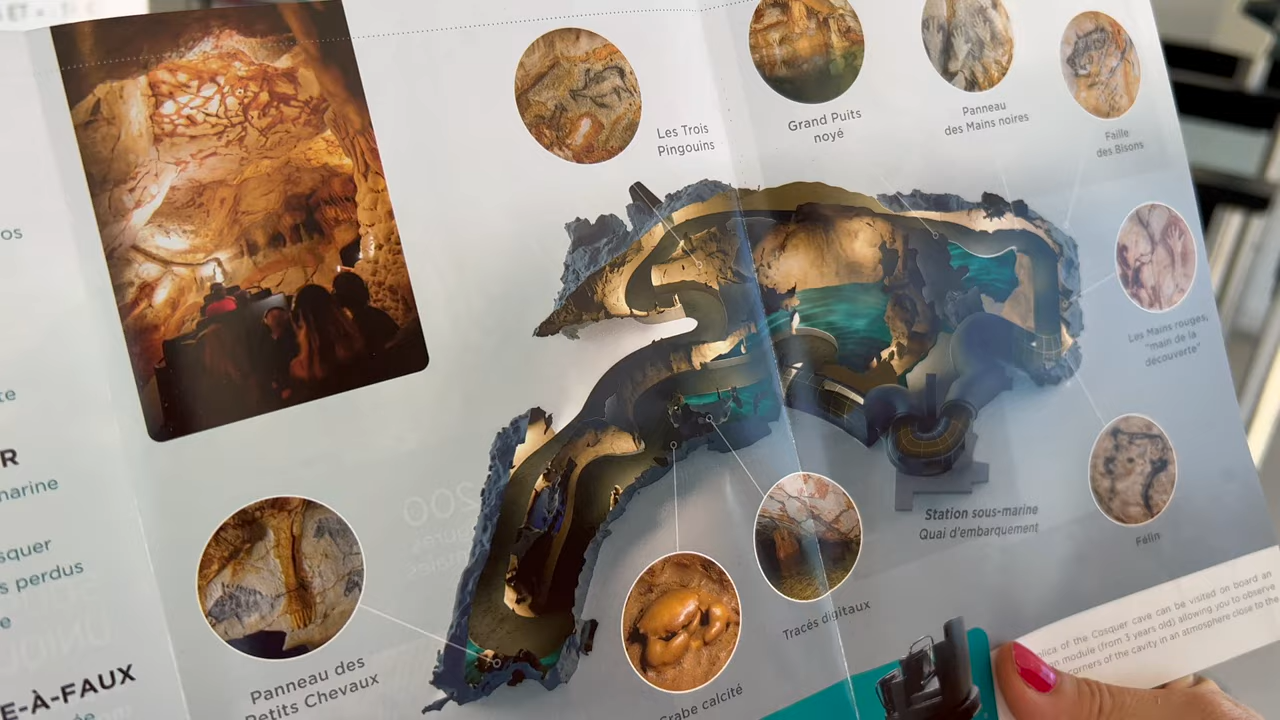 Les Trois
Pingouins
Grand Puits
noyé
Panneau
des Mains noires
Faille
des Bisons
Les Mains rouges,
"main de la
découverte"
Félin
Station sous-marine
Quai d'embarquement
Tracés digitaux
Crabe calcité
Panneau des
Petits Chevaux
os
te
R
marine
squer
s perdus
e
E-À-FAUX
plica of the Cosquer cave can be visited on board an
n module (from 3 years old) allowing you to observe
corners of the cavity in an atmosphere close to the